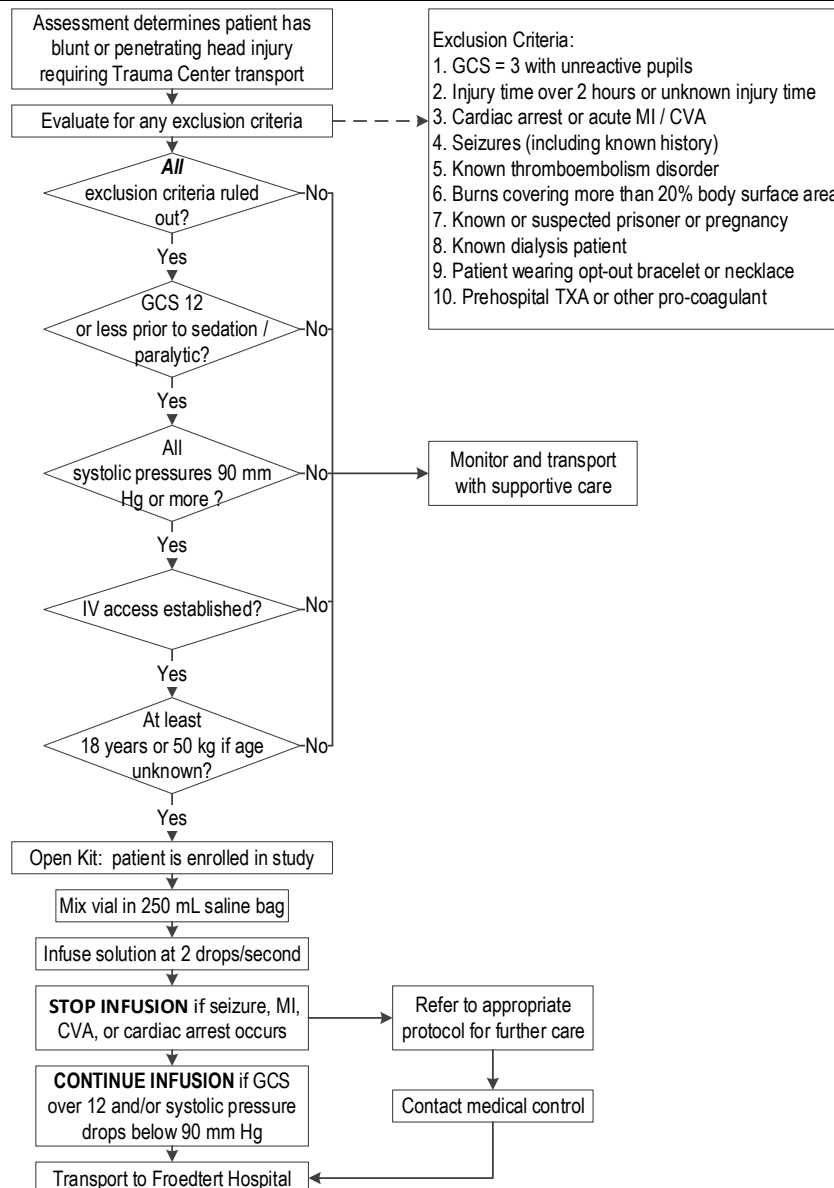 Assessment determines patient has
blunt or penetrating head injury
requiring Trauma Center transport
Evaluate for any exclusion criteria
Exclusion Criteria:
1. GCS = 3 with unreactive pupils
2. Injury time over 2 hours or unknown injury time
3. Cardiac arrest or acute MI / CVA
4. Seizures (including known history)
5. Known thromboembolism disorder
6. Burns covering more than 20% body surface area
7. Known or suspected prisoner or pregnancy
8. Known dialysis patient
9. Patient wearing opt-out bracelet or necklace
10. Prehospital TXA or other pro-coagulant
All
exclusion criteria ruled
out?
No
Yes
GCS 12
or less prior to sedation /
paralytic?
No
Yes
All
systolic pressures 90 mm
Hg or more ?
No
Monitor and transport
with supportive care
Yes
IV access established?
No
Yes
At least
18 years or 50 kg if age
unknown?
No
Yes
Open Kit: patient is enrolled in study
Mix vial in 250 mL saline bag
Infuse solution at 2 drops/second
STOP INFUSION if seizure, MI,
CVA, or cardiac arrest occurs
Refer to appropriate
protocol for further care
CONTINUE INFUSION if GCS
over 12 and/or systolic pressure
drops below 90 mm Hg
Contact medical control
Transport to Froedtert Hospital